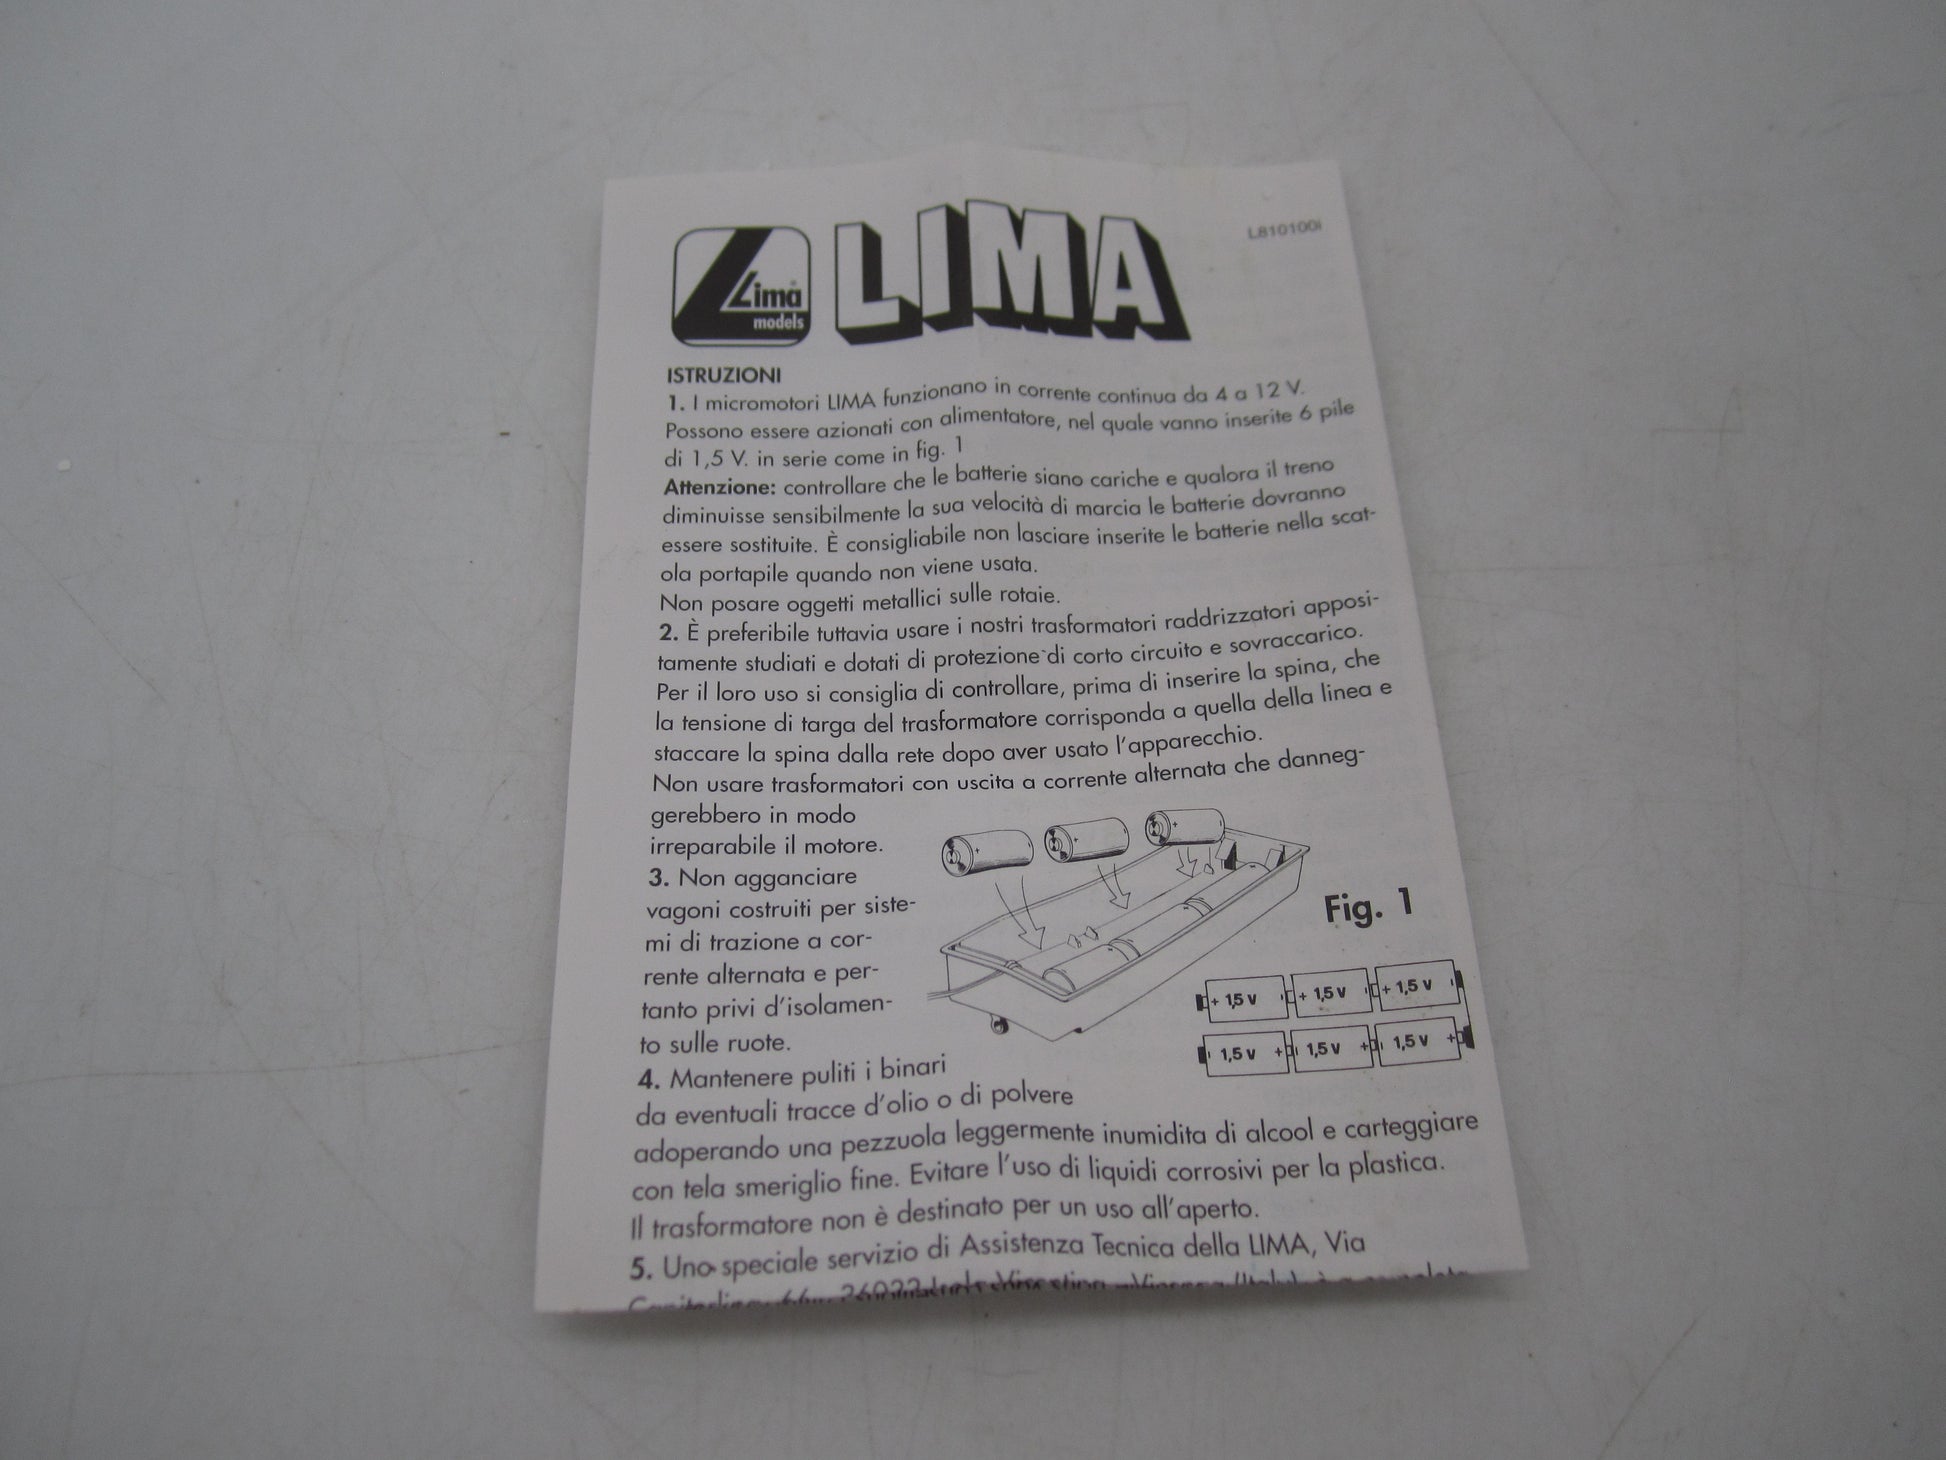 Lima
models
LIMA
L810100i
ISTRUZIONI
1. I micromotori LIMA funzionano in corrente continua da 4 a 12 V.
Possono essere azionati con alimentatore, nel quale vanno inserite 6 pile
di 1,5 V. in serie come in fig. 1
Attenzione: controllare che le batterie siano cariche e qualora il treno
diminuisse sensibilmente la sua velocità di marcia le batterie dovranno
essere sostituite. È consigliabile non lasciare inserite le batterie nella scat-
ola portapile quando non viene usata.
Non posare oggetti metallici sulle rotaie.
2. È preferibile tuttavia usare i nostri trasformatori raddrizzatori apposi-
tamente studiati e dotati di protezione di corto circuito e sovraccarico.
Per il loro uso si consiglia di controllare, prima di inserire la spina, che
la tensione di targa del trasformatore corrisponda a quella della linea e
staccare la spina dalla rete dopo aver usato l'apparecchio.
Non usare trasformatori con uscita a corrente alternata che danneg-
gerebbero in modo
irreparabile il motore.
3. Non agganciare
vagoni costruiti per siste-
mi di trazione a cor-
rente alternata e per-
tanto privi d'isolamen-
to sulle ruote.
Fig. 1
+ 1,5 V - + 1,5 V - + 1,5 V -
- 1,5 V + - 1,5 V + - 1,5 V +
4. Mantenere puliti i binari
da eventuali tracce d'olio o di polvere
adoperando una pezzuola leggermente inumidita di alcool e carteggiare
con tela smeriglio fine. Evitare l'uso di liquidi corrosivi per la plastica.
Il trasformatore non è destinato per un uso all'aperto.
5. Uno speciale servizio di Assistenza Tecnica della LIMA, Via